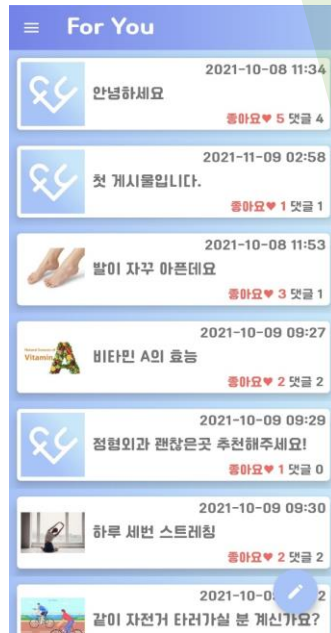 For You
2021-10-08 11:34
안녕하세요
좋아요♥ 5 댓글 4
2021-11-09 02:58
첫 게시물입니다.
좋아요♥ 1 댓글 1
2021-10-08 11:53
발이 자꾸 아픈데요
좋아요♥ 3 댓글 1
2021-10-09 09:27
Vitamin A
비타민 A의 효능
좋아요♥ 2 댓글 2
2021-10-09 09:29
정형외과 괜찮은곳 추천해주세요!
좋아요♥ 1 댓글 0
2021-10-09 09:30
하루 세번 스트레칭
좋아요♥ 2 댓글 2
2021-10-0
같이 자전거 타러가실 분 계신가요?